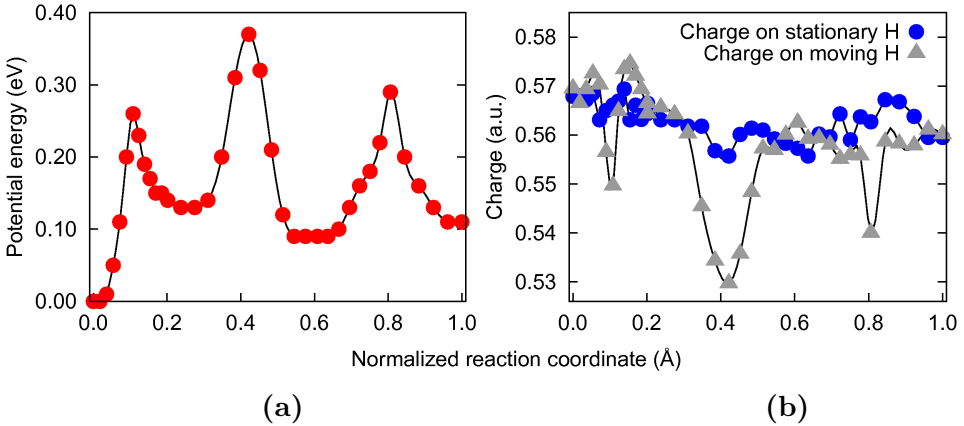 0.40
0.30
0.20
0.10
0.00
Potential energy (eV)
0.0 0.2 0.4 0.6 0.8 1.0
(a)
0.58
0.57
0.56
0.55
0.54
0.53
Charge (a.u.)
Charge on stationary H
Charge on moving H
0.0 0.2 0.4 0.6 0.8 1.0
Normalized reaction coordinate (Å)
(b)